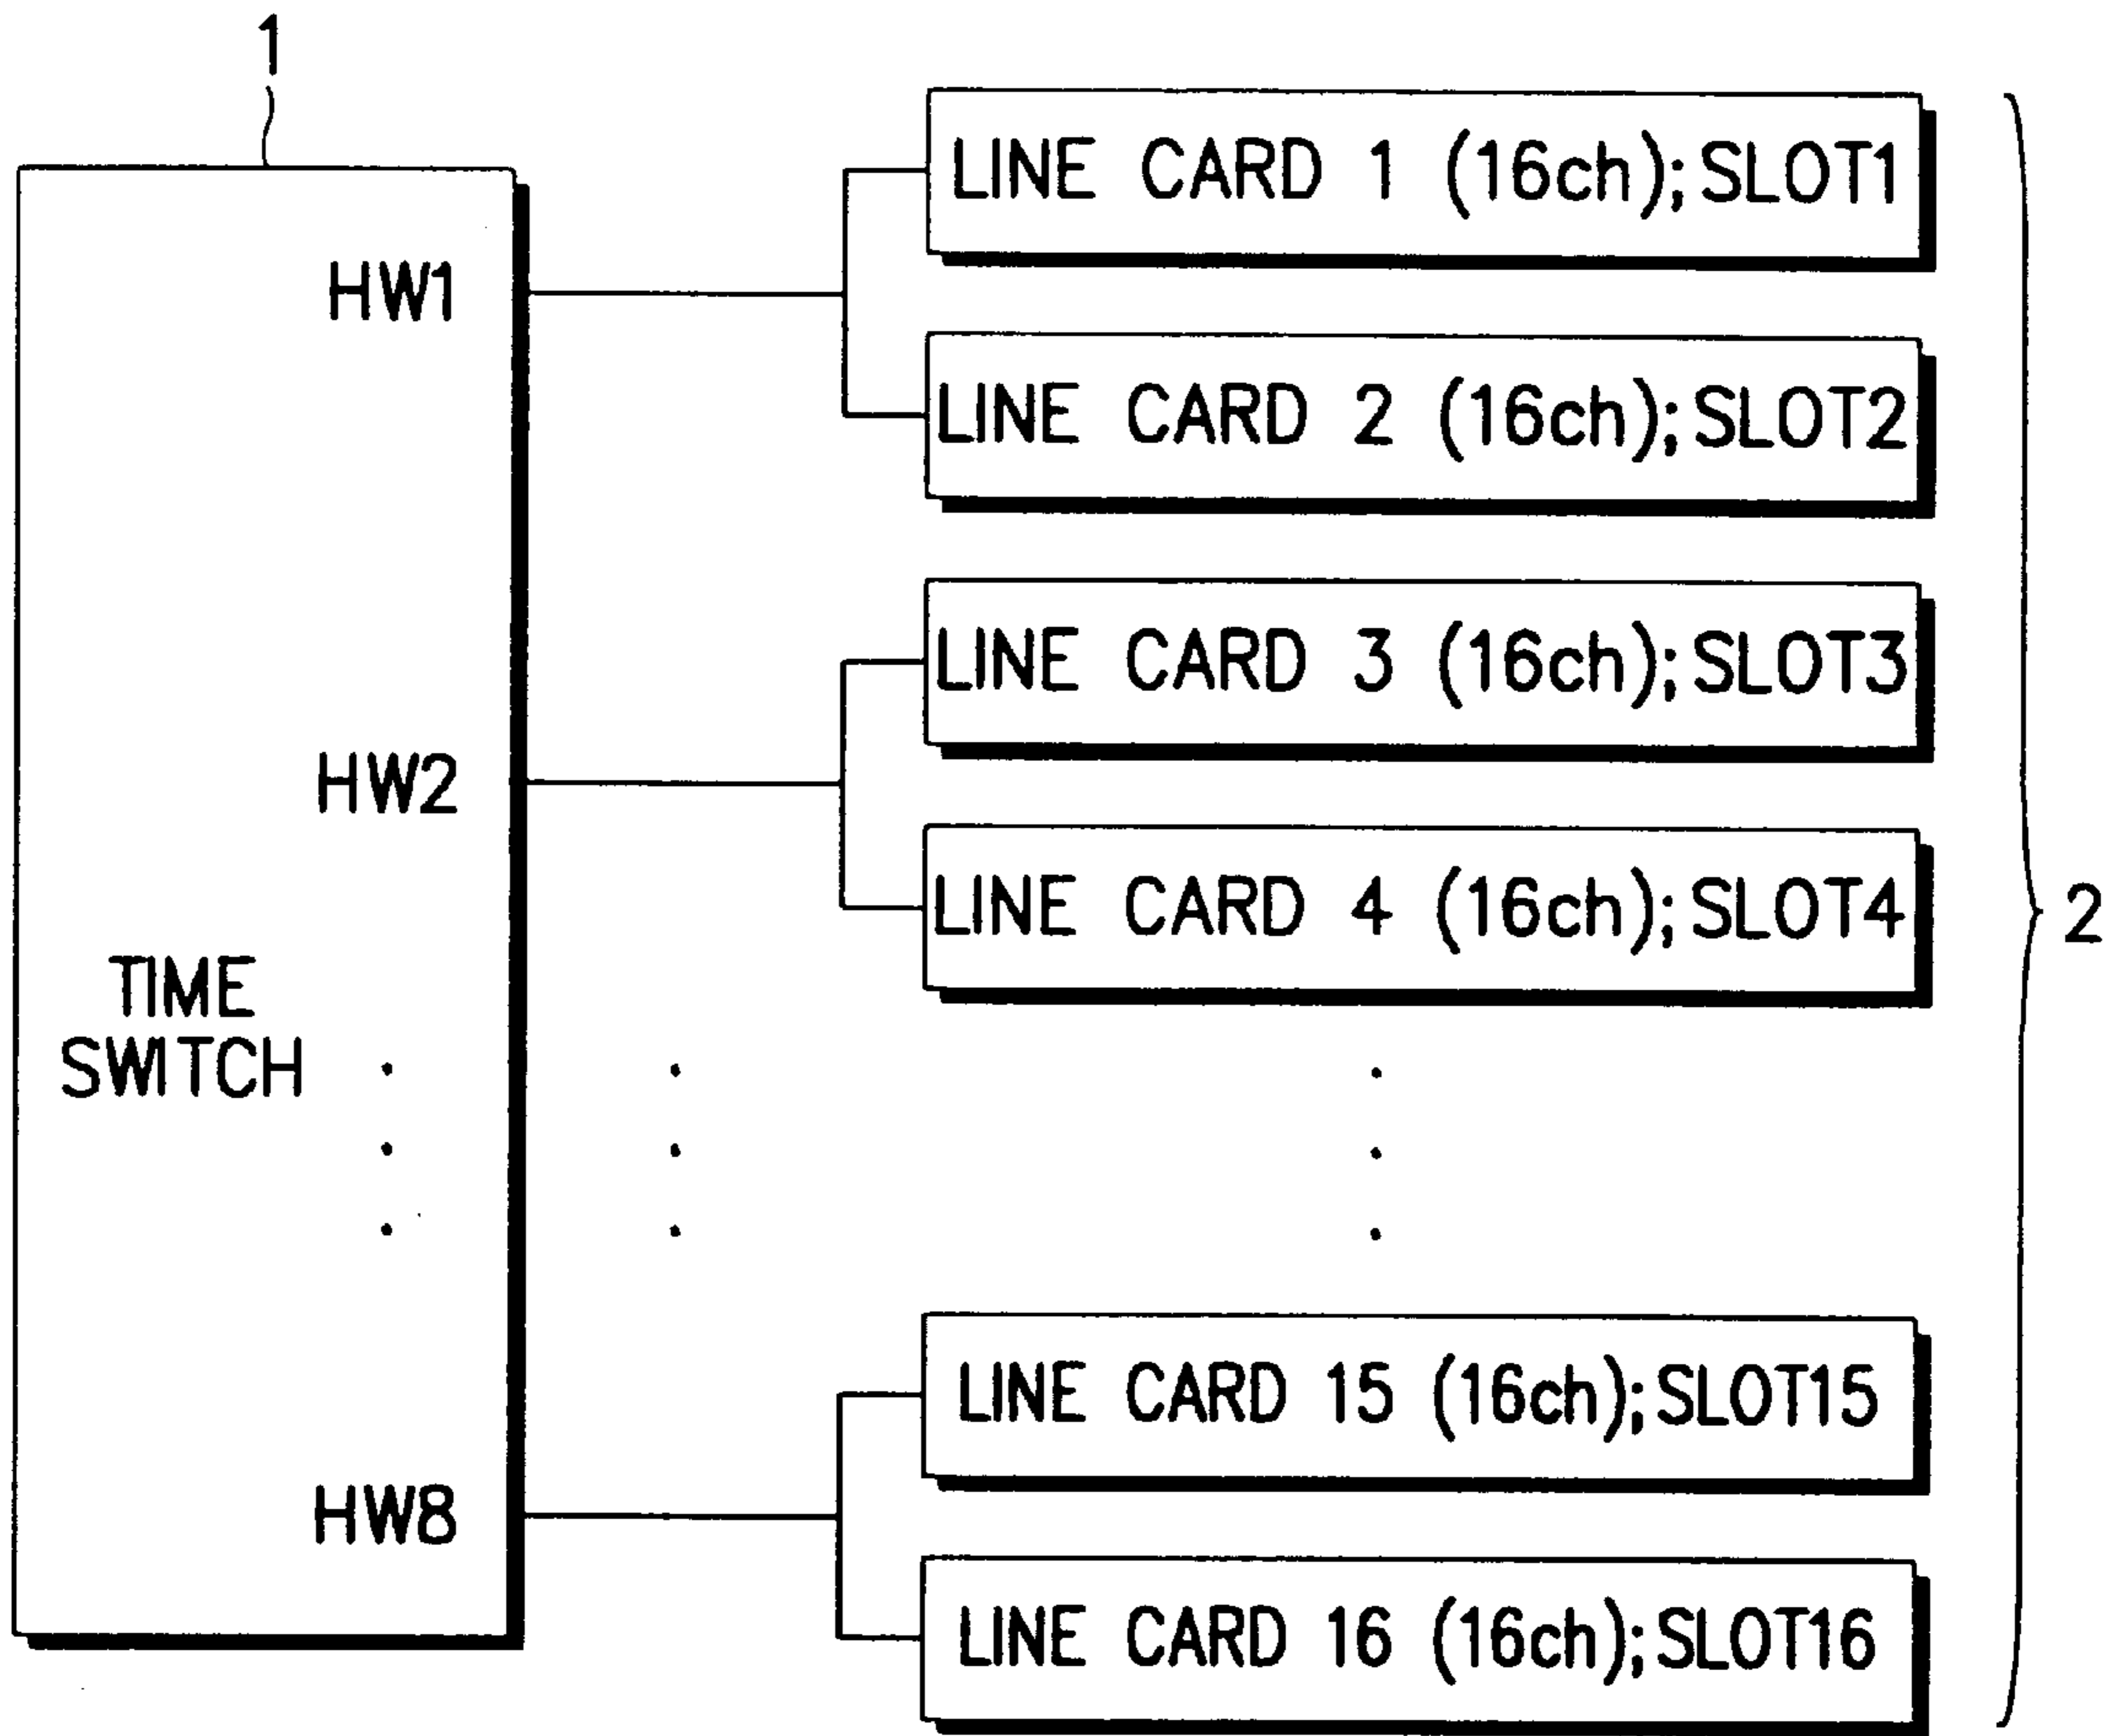 1
LINE CARD 1 (16ch);SLOT1
HW1
LINE CARD 2 (16ch);SLOT2
LINE CARD 3 (16ch);SLOT3
HW2
LINE CARD 4 (16ch);SLOT4
2
TIME
SWITCH
LINE CARD 15 (16ch);SLOT15
HW8
LINE CARD 16 (16ch);SLOT16